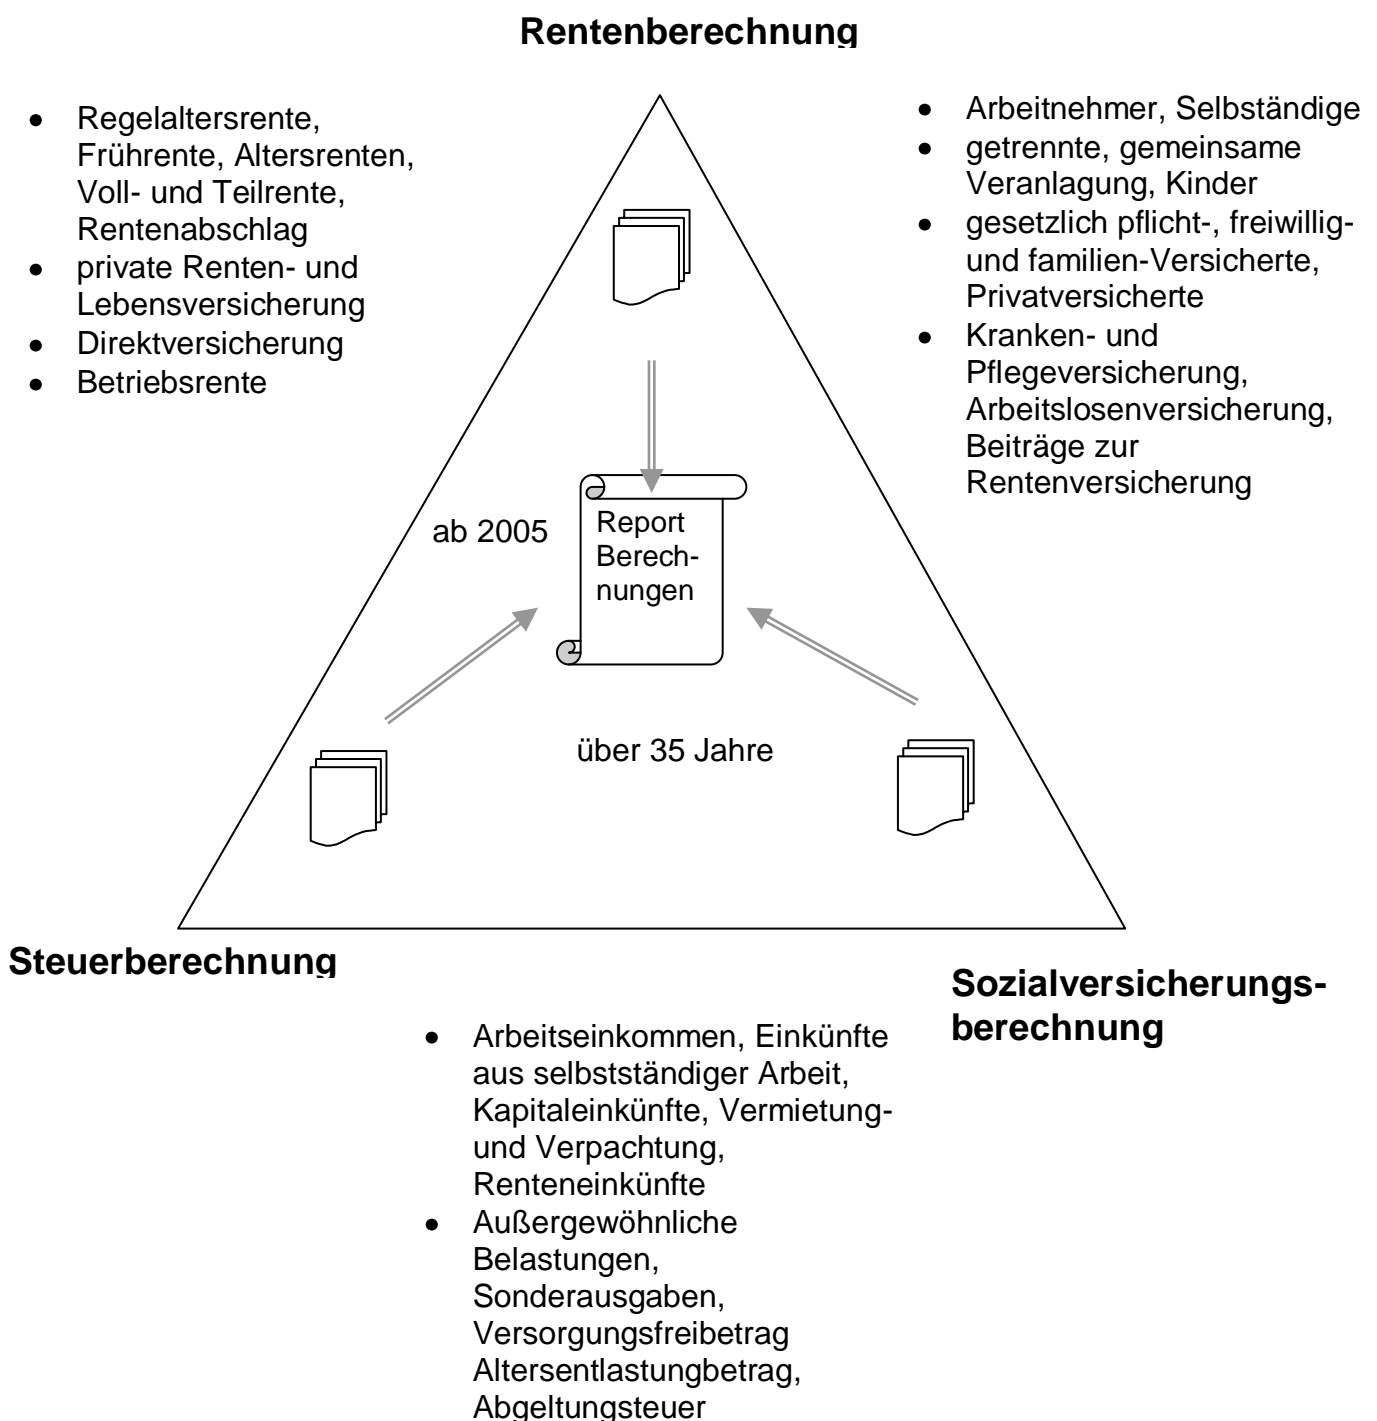 Rentenberechnung
• Regelaltersrente,
Frührente, Altersrenten,
Voll- und Teilrente,
Rentenabschlag
• private Renten- und
Lebensversicherung
• Direktversicherung
• Betriebsrente
• Arbeitnehmer, Selbständige
• getrennte, gemeinsame
Veranlagung, Kinder
• gesetzlich pflicht-, freiwillig-
und familien-Versicherte,
Privatversicherte
• Kranken- und
Pflegeversicherung,
Arbeitslosenversicherung,
Beiträge zur
Rentenversicherung
ab 2005
Report
Berech-
nungen
über 35 Jahre
Steuerberechnung
Sozialversicherungs-
berechnung
• Arbeitseinkommen, Einkünfte
aus selbstständiger Arbeit,
Kapitaleinkünfte, Vermietung-
und Verpachtung,
Renteneinkünfte
• Außergewöhnliche
Belastungen,
Sonderausgaben,
Versorgungsfreibetrag
Altersentlastungbetrag,
Abgeltungsteuer